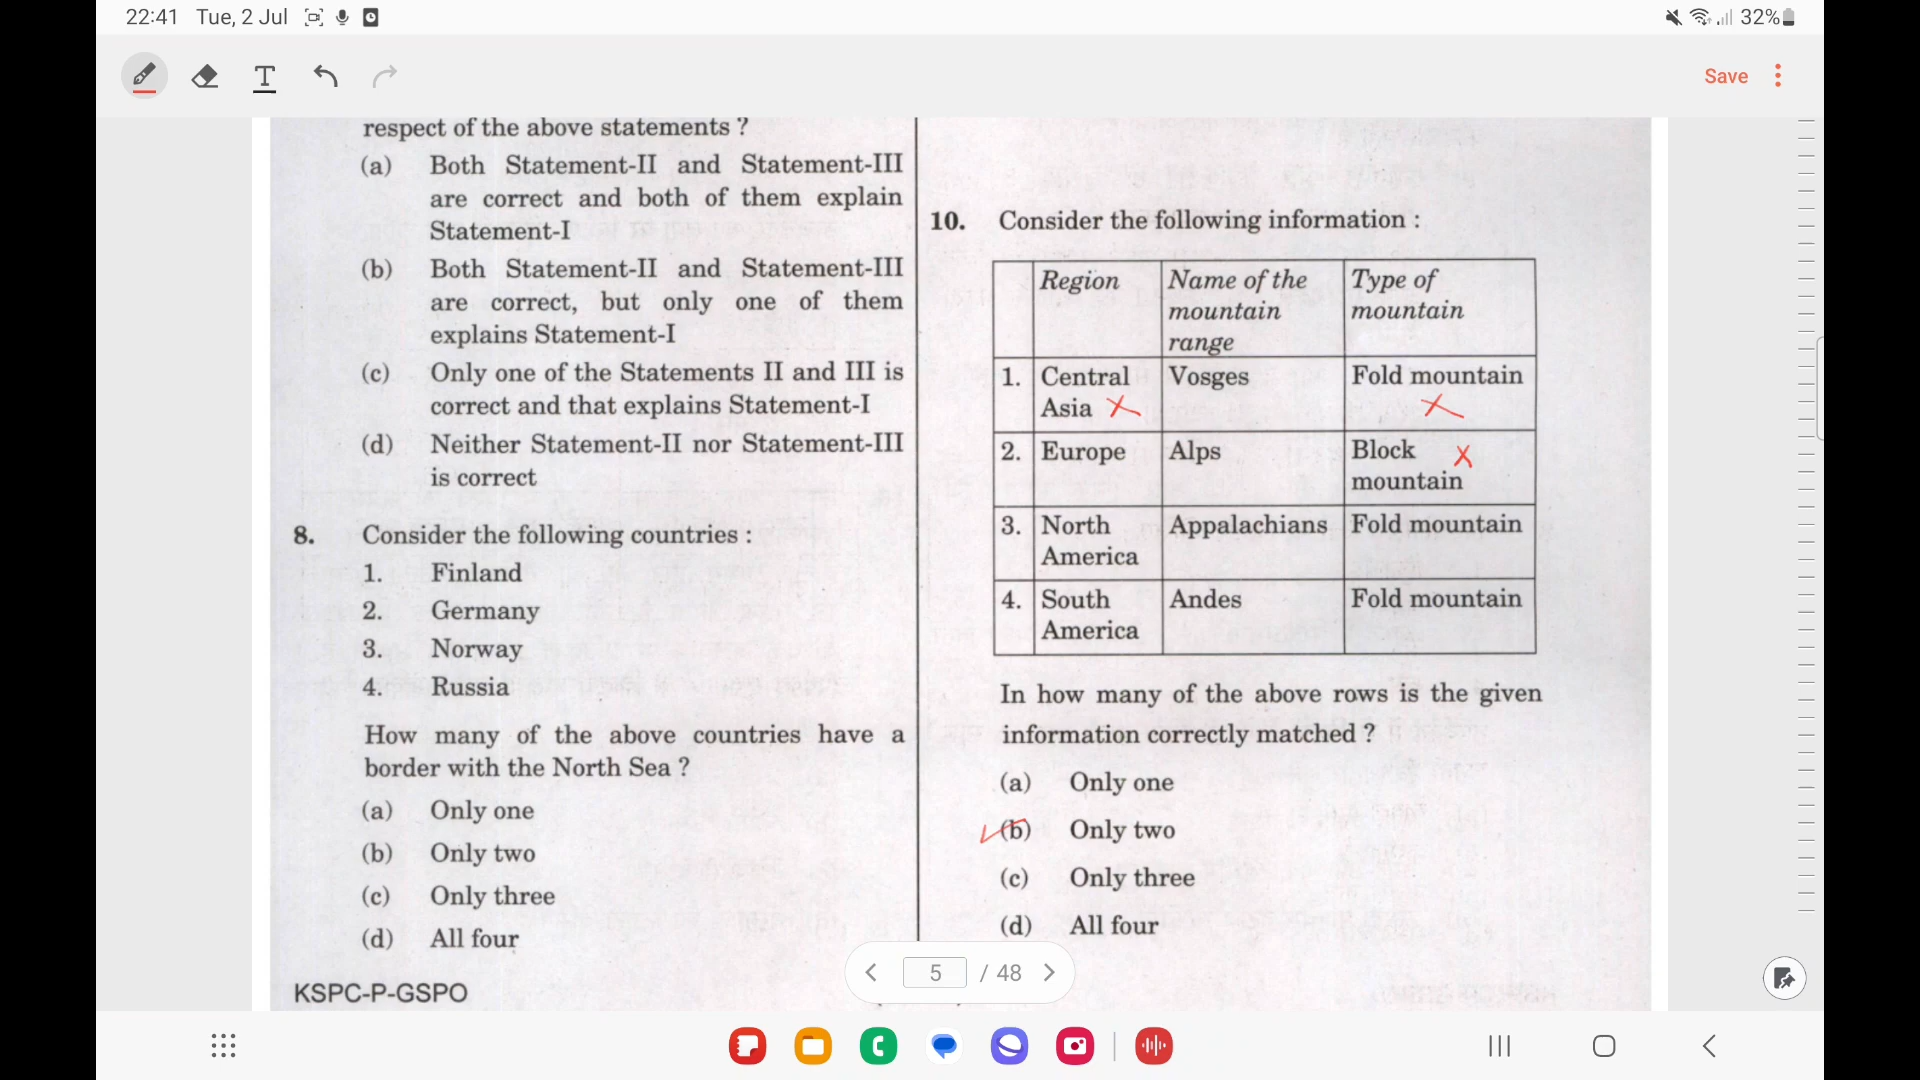 22:41 Tue, 2 Jul
32%
T
Save
respect of the above statements ?
(a) Both Statement-II and Statement-III
are correct and both of them explain
Statement-I
(b) Both Statement-II and Statement-III
are correct, but only one of them
explains Statement-I
(c) Only one of the Statements II and III is
correct and that explains Statement-I
(d) Neither Statement-II nor Statement-III
is correct
8. Consider the following countries :
1. Finland
2. Germany
3. Norway
4. Russia
How many of the above countries have a
border with the North Sea ?
(a) Only one
(b) Only two
(c) Only three
(d) All four
KSPC-P-GSPO
10. Consider the following information :
Region Name of the mountain range Type of mountain
1. Central Asia Vosges Fold mountain
2. Europe Alps Block mountain
3. North America Appalachians Fold mountain
4. South America Andes Fold mountain
In how many of the above rows is the given
information correctly matched ?
(a) Only one
(b) Only two
(c) Only three
(d) All four
5 / 48